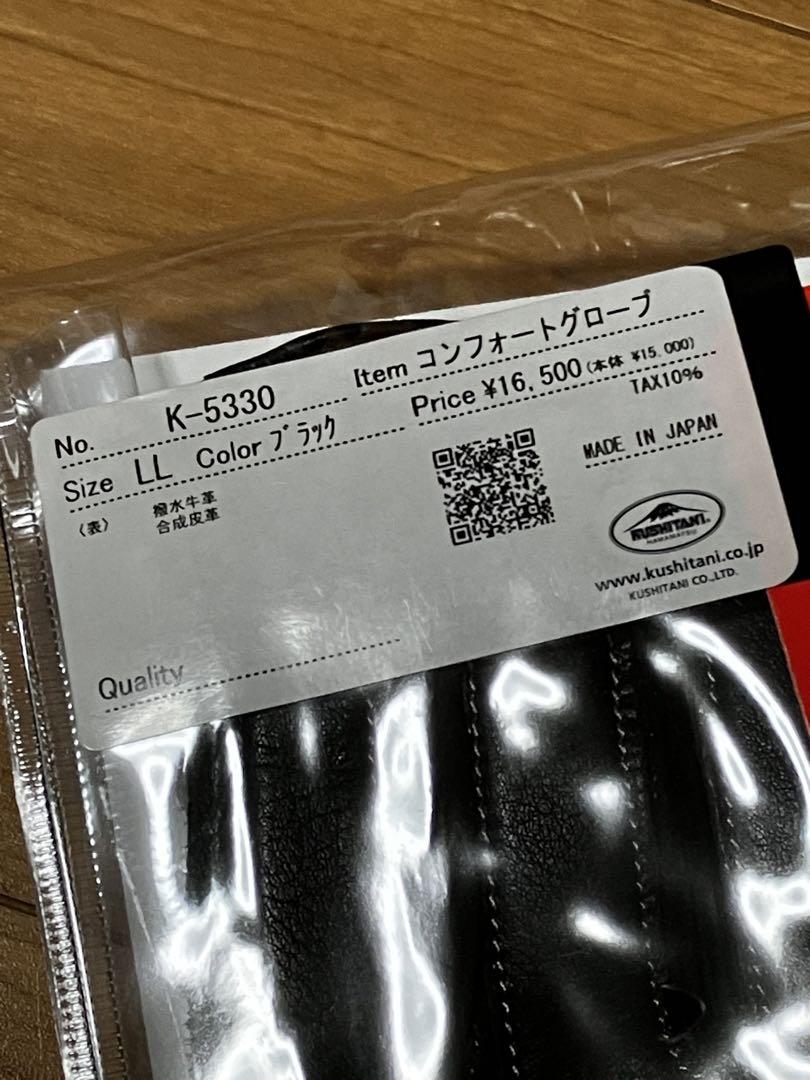 No. K-5330 Item コンフォートグローブ
Size LL Color ブラック Price ¥16,500(本体 ¥15,000)
TAX10%
〈表〉 撥水牛革
合成皮革
MADE IN JAPAN
KUSHITANI®
HAMAMATSU
www.kushitani.co.jp
KUSHITANI CO.,LTD.
Quality